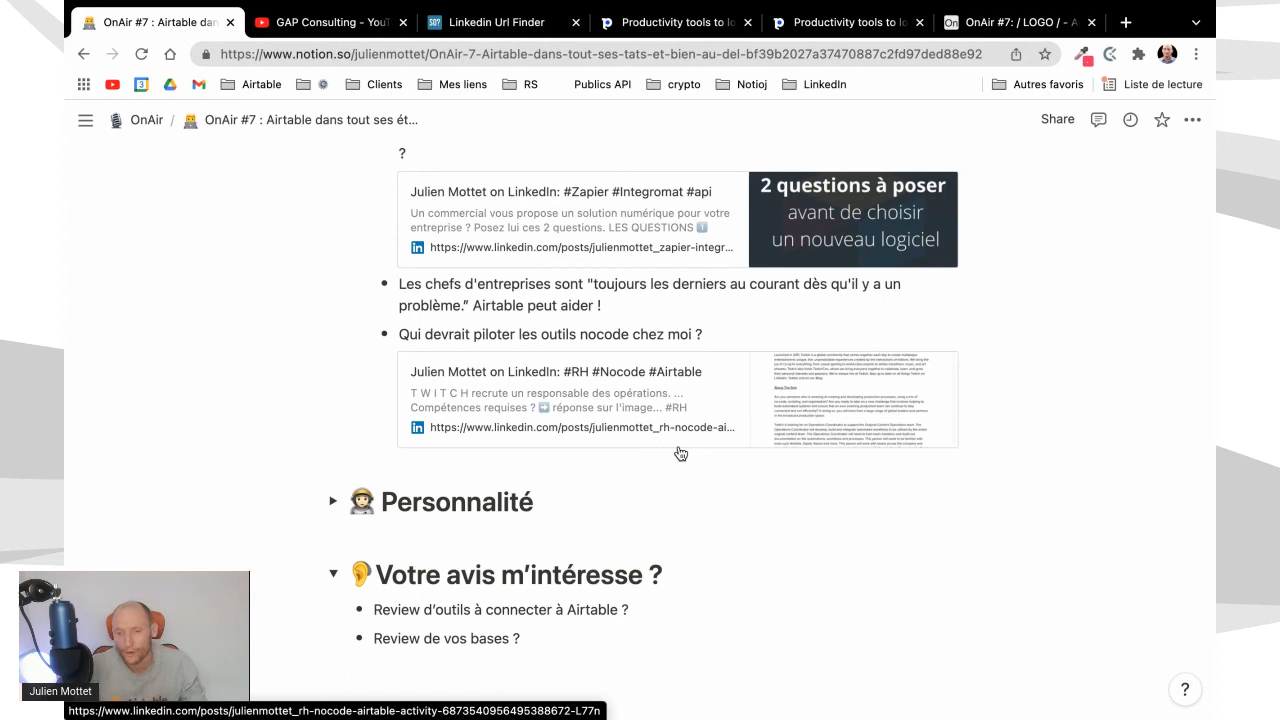 OnAir #7 : Airtable dan
GAP Consulting - YouT
Linkedin Url Finder
Productivity tools to lo
Productivity tools to lo
OnAir #7: / LOGO / - A
https://www.notion.so/julienmottet/OnAir-7-Airtable-dans-tout-ses-tats-et-bien-au-del-bf39b2027a37470887c2fd97ded88e92
Airtable
Clients
Mes liens
RS
Publics API
crypto
Notioj
LinkedIn
Autres favoris
Liste de lecture
OnAir / OnAir #7 : Airtable dans tout ses ét...
Share
?
Julien Mottet on LinkedIn: #Zapier #Integromat #api
Un commercial vous propose un solution numérique pour votre
entreprise ? Posez lui ces 2 questions. LES QUESTIONS ℹ️
https://www.linkedin.com/posts/julienmottet_zapier-integr...
2 questions à poser
avant de choisir
un nouveau logiciel
• Les chefs d'entreprises sont "toujours les derniers au courant dès qu'il y a un
problème.” Airtable peut aider !
• Qui devrait piloter les outils nocode chez moi ?
Julien Mottet on LinkedIn: #RH #Nocode #Airtable
T W I T C H recrute un responsable des opérations. ...
Compétences requises ? ➡️ réponse sur l'image... #RH
https://www.linkedin.com/posts/julienmottet_rh-nocode-ai...
Personnalité
Votre avis m’intéresse ?
• Review d’outils à connecter à Airtable ?
• Review de vos bases ?
Julien Mottet
https://www.linkedin.com/posts/julienmottet_rh-nocode-airtable-activity-6873540956495388672-L77n
?